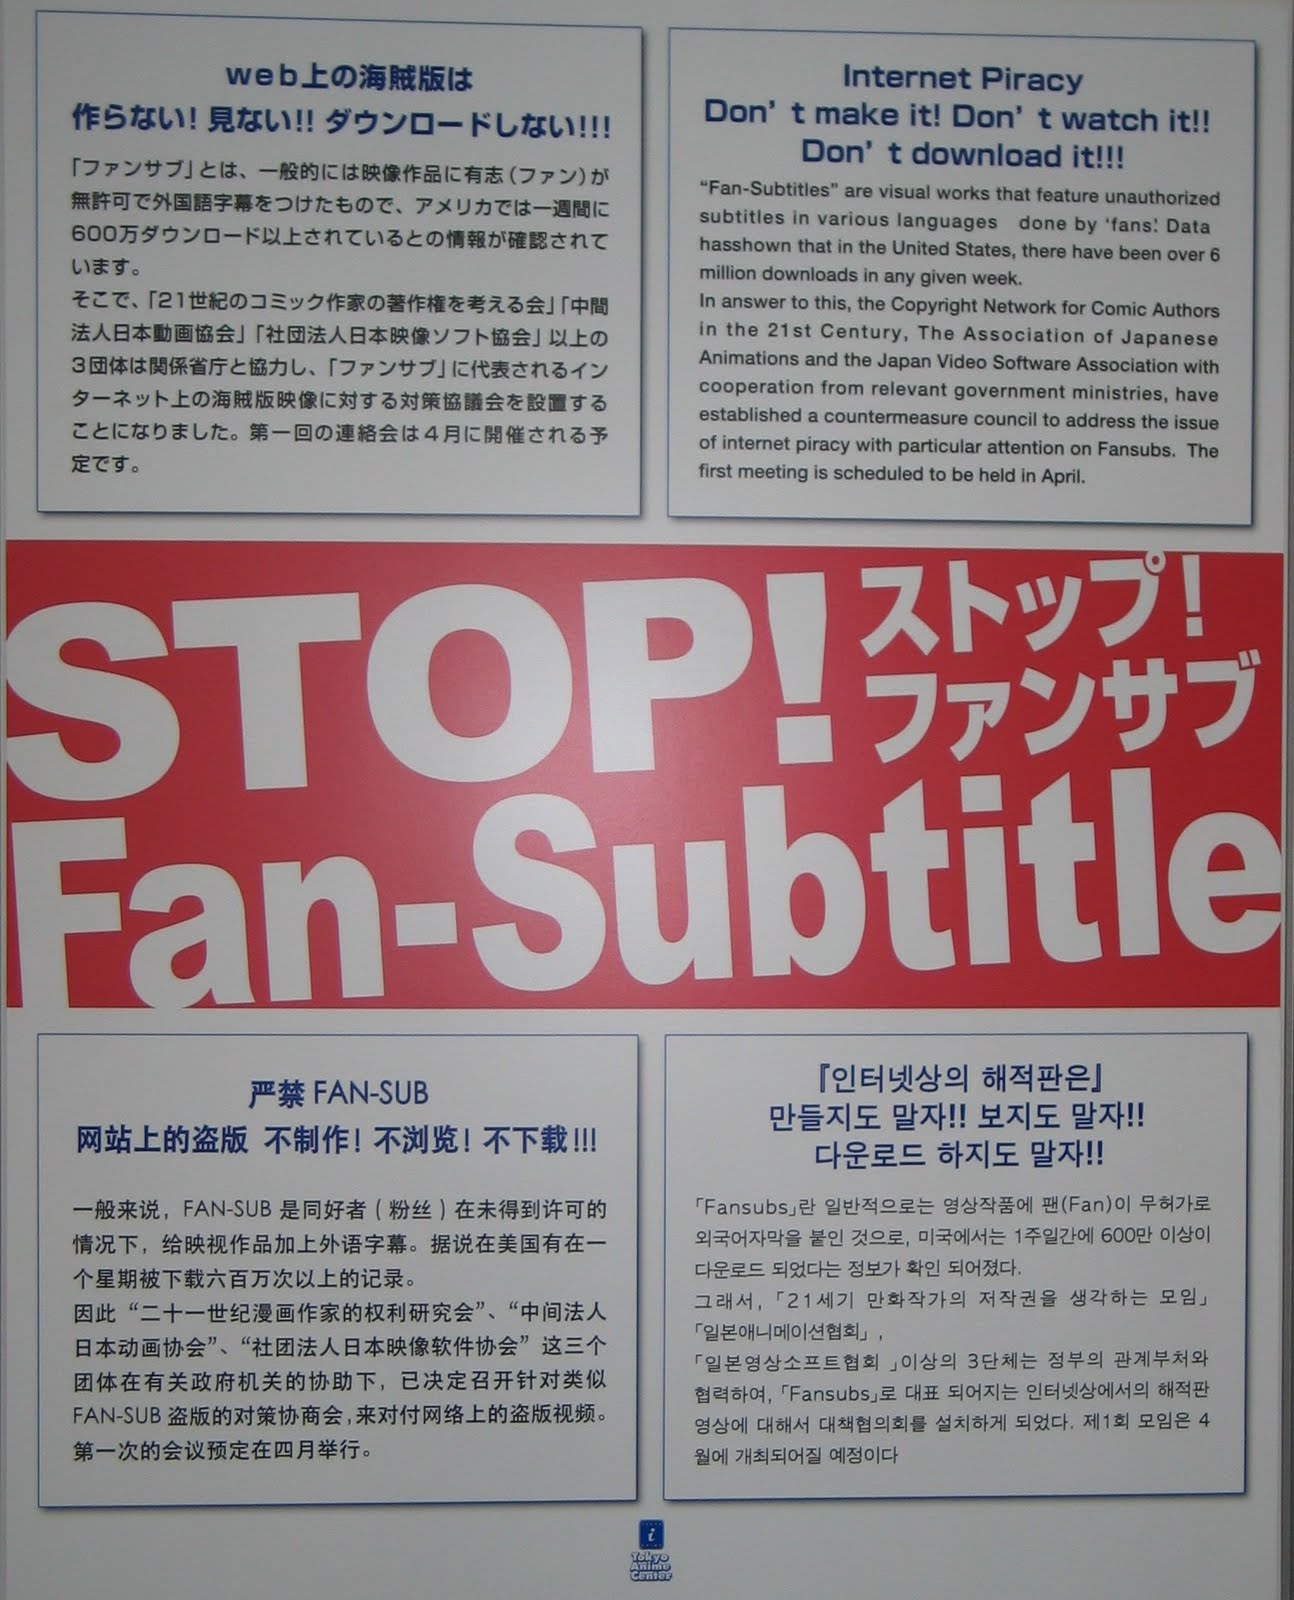 web上の海賊版は
作らない! 見ない!! ダウンロードしない!!!
「ファンサブ」とは、一般的には映像作品に有志（ファン）が
無許可で外国語字幕をつけたもので、アメリカでは一週間に
600万ダウンロード以上されているとの情報が確認されて
います。
そこで、「21世紀のコミック作家の著作権を考える会」「中間
法人日本動画協会」「社団法人日本映像ソフト協会」以上の
3団体は関係省庁と協力し、「ファンサブ」に代表されるイン
ターネット上の海賊版映像に対する対策協議会を設置する
ことになりました。第一回の連絡会は4月に開催される予
定です。
Internet Piracy
Don't make it! Don't watch it!!
Don't download it!!!
“Fan-Subtitles” are visual works that feature unauthorized
subtitles in various languages done by ‘fans’. Data
hasshown that in the United States, there have been over 6
million downloads in any given week.
In answer to this, the Copyright Network for Comic Authors
in the 21st Century, The Association of Japanese
Animations and the Japan Video Software Association with
cooperation from relevant government ministries, have
established a countermeasure council to address the issue
of internet piracy with particular attention on Fansubs. The
first meeting is scheduled to be held in April.
STOP!
ストップ!
ファンサブ
Fan-Subtitle
严禁 FAN-SUB
网站上的盗版 不制作! 不浏览! 不下载!!!
一般来说，FAN-SUB 是同好者（粉丝）在未得到许可的
情况下，给映视作品加上外语字幕。据说在美国有在一
个星期被下载六百万次以上的记录。
因此“二十一世纪漫画作家的权利研究会”、“中间法人
日本动画协会”、“社团法人日本映像软件协会”这三个
团体在有关政府机关的协助下，已决定召开针对类似
FAN-SUB 盗版的对策协商会,来对付网络上的盗版视频。
第一次的会议预定在四月举行。
『인터넷상의 해적판은』
만들지도 말자!! 보지도 말자!!
다운로드 하지도 말자!!
「Fansubs」란 일반적으로는 영상작품에 팬(Fan)이 무허가로
외국어자막을 붙인 것으로, 미국에서는 1주일간에 600만 이상이
다운로드 되었다는 정보가 확인 되어졌다.
그래서, 「21세기 만화작가의 저작권을 생각하는 모임」
「일본애니메이션협회」,
「일본영상소프트협회 」이상의 3단체는 정부의 관계부처와
협력하여, 「Fansubs」로 대표 되어지는 인터넷상에서의 해적판
영상에 대해서 대책협의회를 설치하게 되었다. 제1회 모임은 4
월에 개최되어질 예정이다
i
Tokyo
Anime
Center